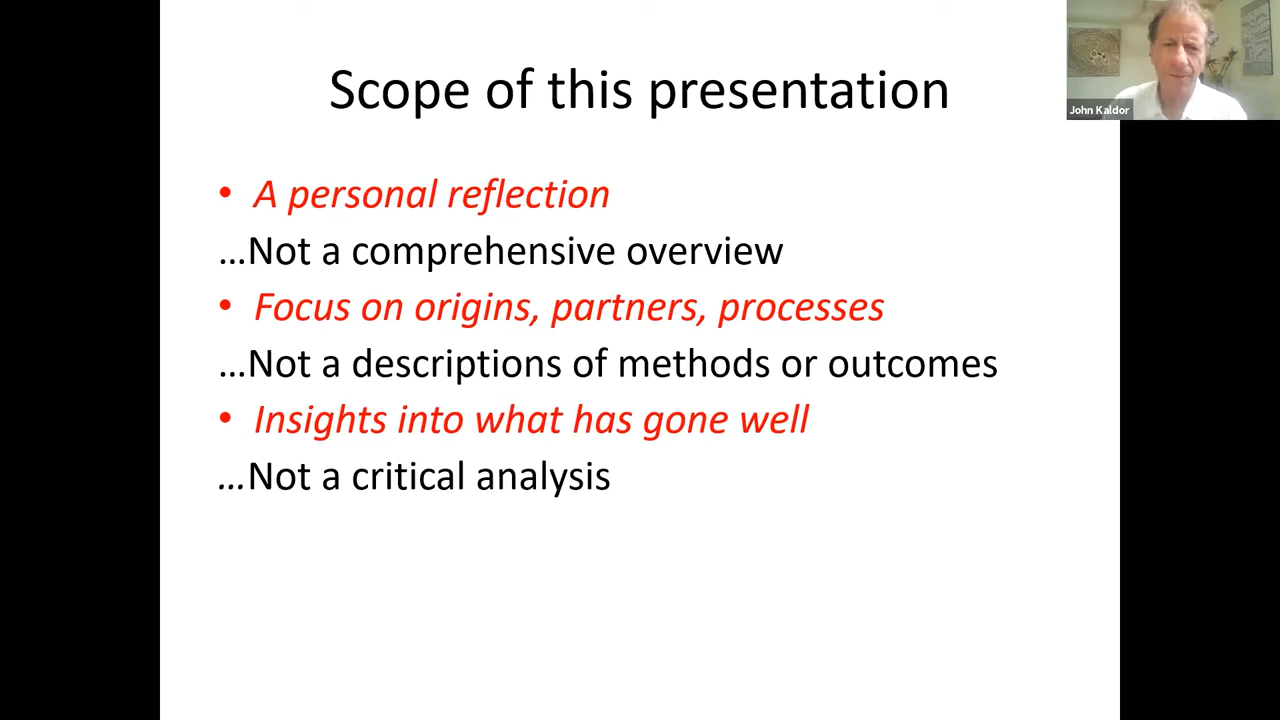 Scope of this presentation
John Kaldor
• A personal reflection
...Not a comprehensive overview
• Focus on origins, partners, processes
...Not a descriptions of methods or outcomes
• Insights into what has gone well
...Not a critical analysis